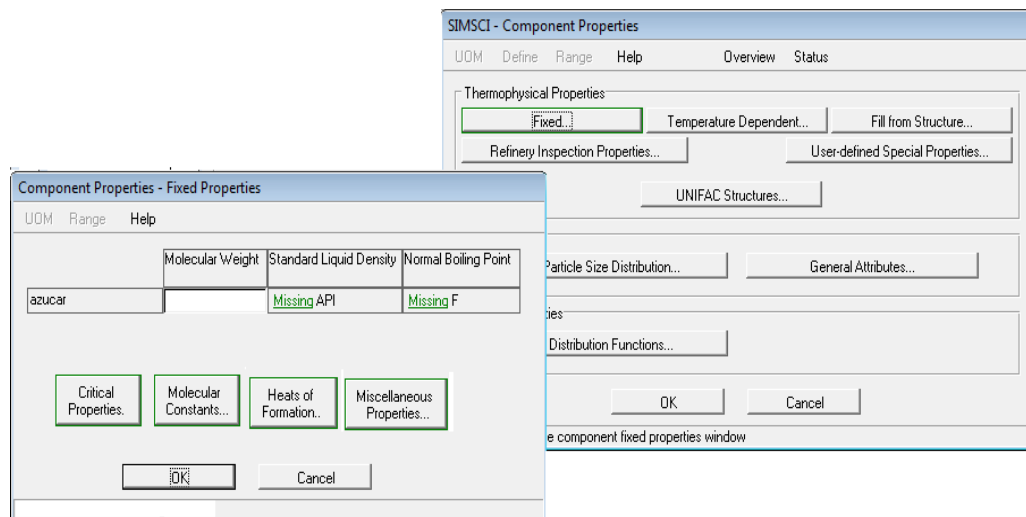 SIMSCI - Component Properties
UOM Define Range Help Overview Status
Thermophysical Properties
Fixed... Temperature Dependent... Fill from Structure...
Refinery Inspection Properties... User-defined Special Properties...
UNIFAC Structures...
Particle Size Distribution... General Attributes...
ties
Distribution Functions...
OK Cancel
e component fixed properties window
Component Properties - Fixed Properties
UOM Range Help
Molecular Weight Standard Liquid Density Normal Boiling Point
azucar Missing API Missing F
Critical Properties. Molecular Constants... Heats of Formation.. Miscellaneous Properties...
OK Cancel